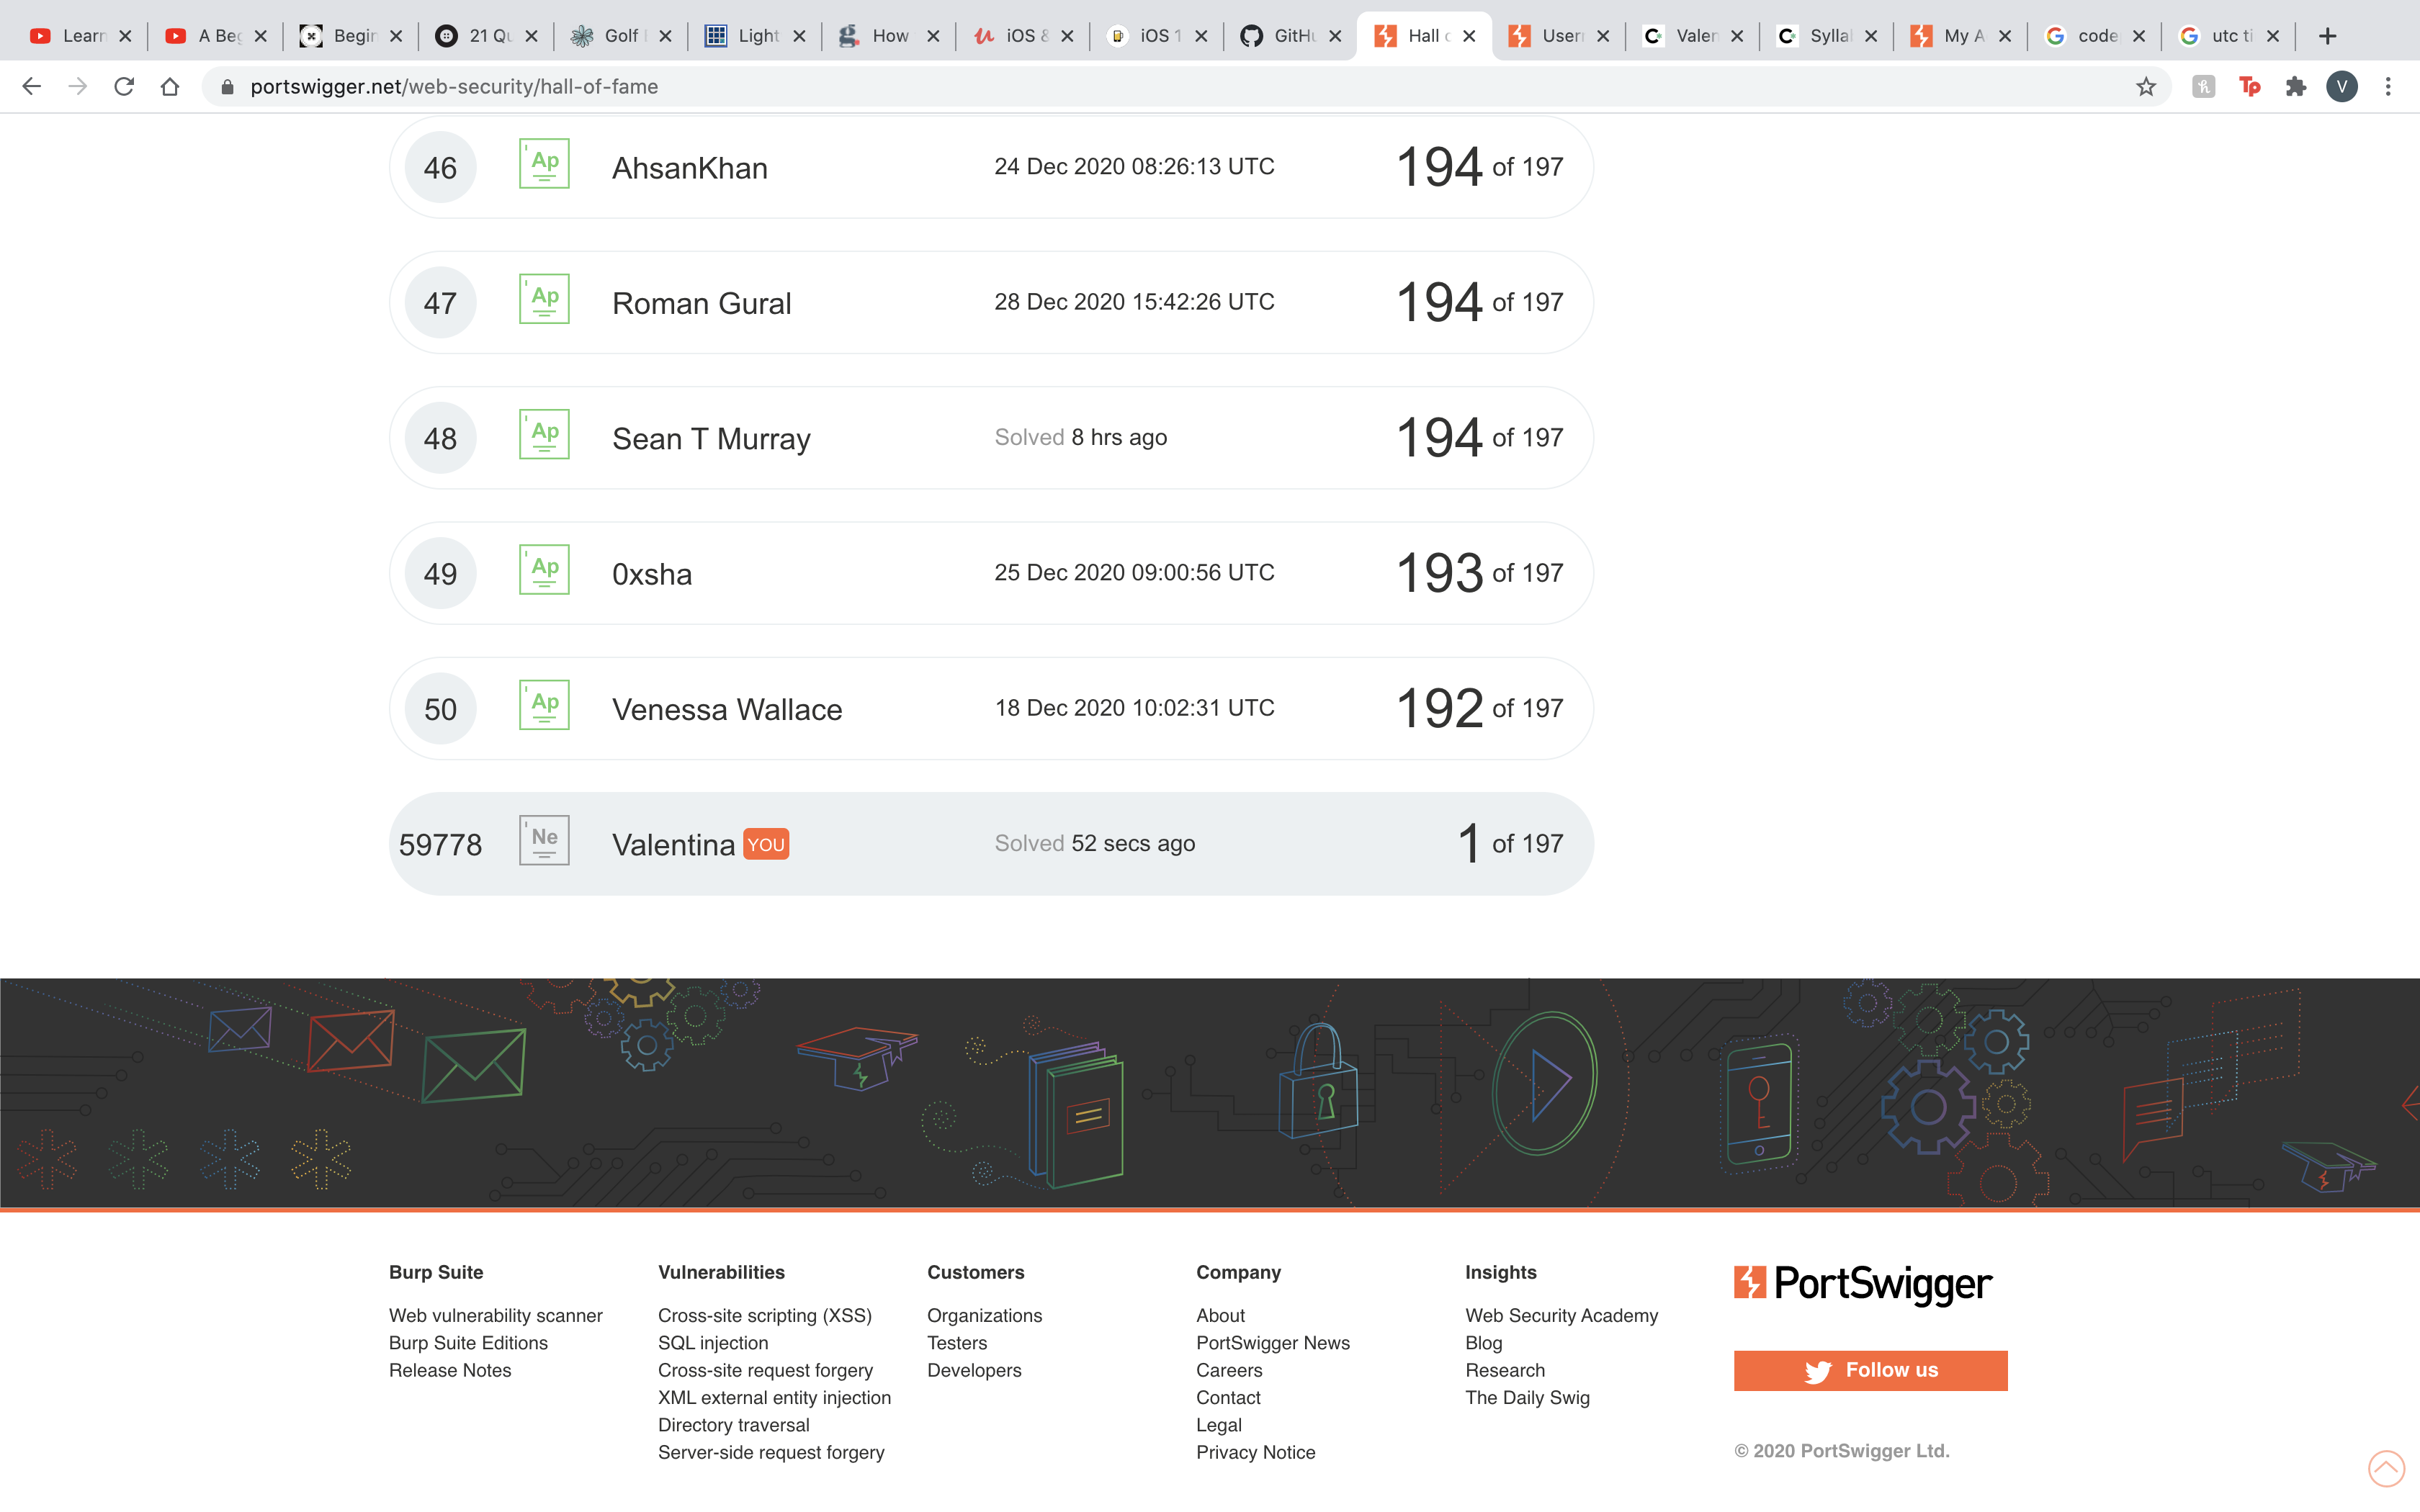 Learn
A Beg
Begin
21 Qu
Golf
Light
How
iOS &
iOS 1
GitHu
Hall o
User
Valen
Sylla
My A
code
utc ti
portswigger.net/web-security/hall-of-fame
V
46 Ap AhsanKhan 24 Dec 2020 08:26:13 UTC 194 of 197
47 Ap Roman Gural 28 Dec 2020 15:42:26 UTC 194 of 197
48 Ap Sean T Murray Solved 8 hrs ago 194 of 197
49 Ap 0xsha 25 Dec 2020 09:00:56 UTC 193 of 197
50 Ap Venessa Wallace 18 Dec 2020 10:02:31 UTC 192 of 197
59778 Ne Valentina YOU Solved 52 secs ago 1 of 197
Burp Suite
Web vulnerability scanner
Burp Suite Editions
Release Notes
Vulnerabilities
Cross-site scripting (XSS)
SQL injection
Cross-site request forgery
XML external entity injection
Directory traversal
Server-side request forgery
Customers
Organizations
Testers
Developers
Company
About
PortSwigger News
Careers
Contact
Legal
Privacy Notice
Insights
Web Security Academy
Blog
Research
The Daily Swig
PortSwigger
Follow us
© 2020 PortSwigger Ltd.